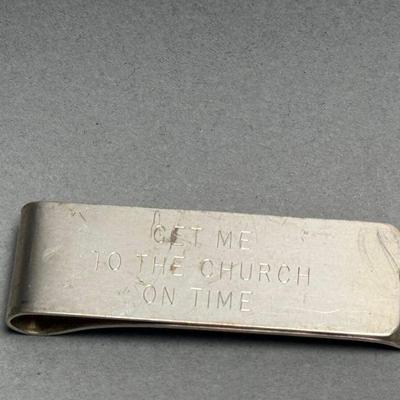 GET ME
TO THE CHURCH
ON TIME